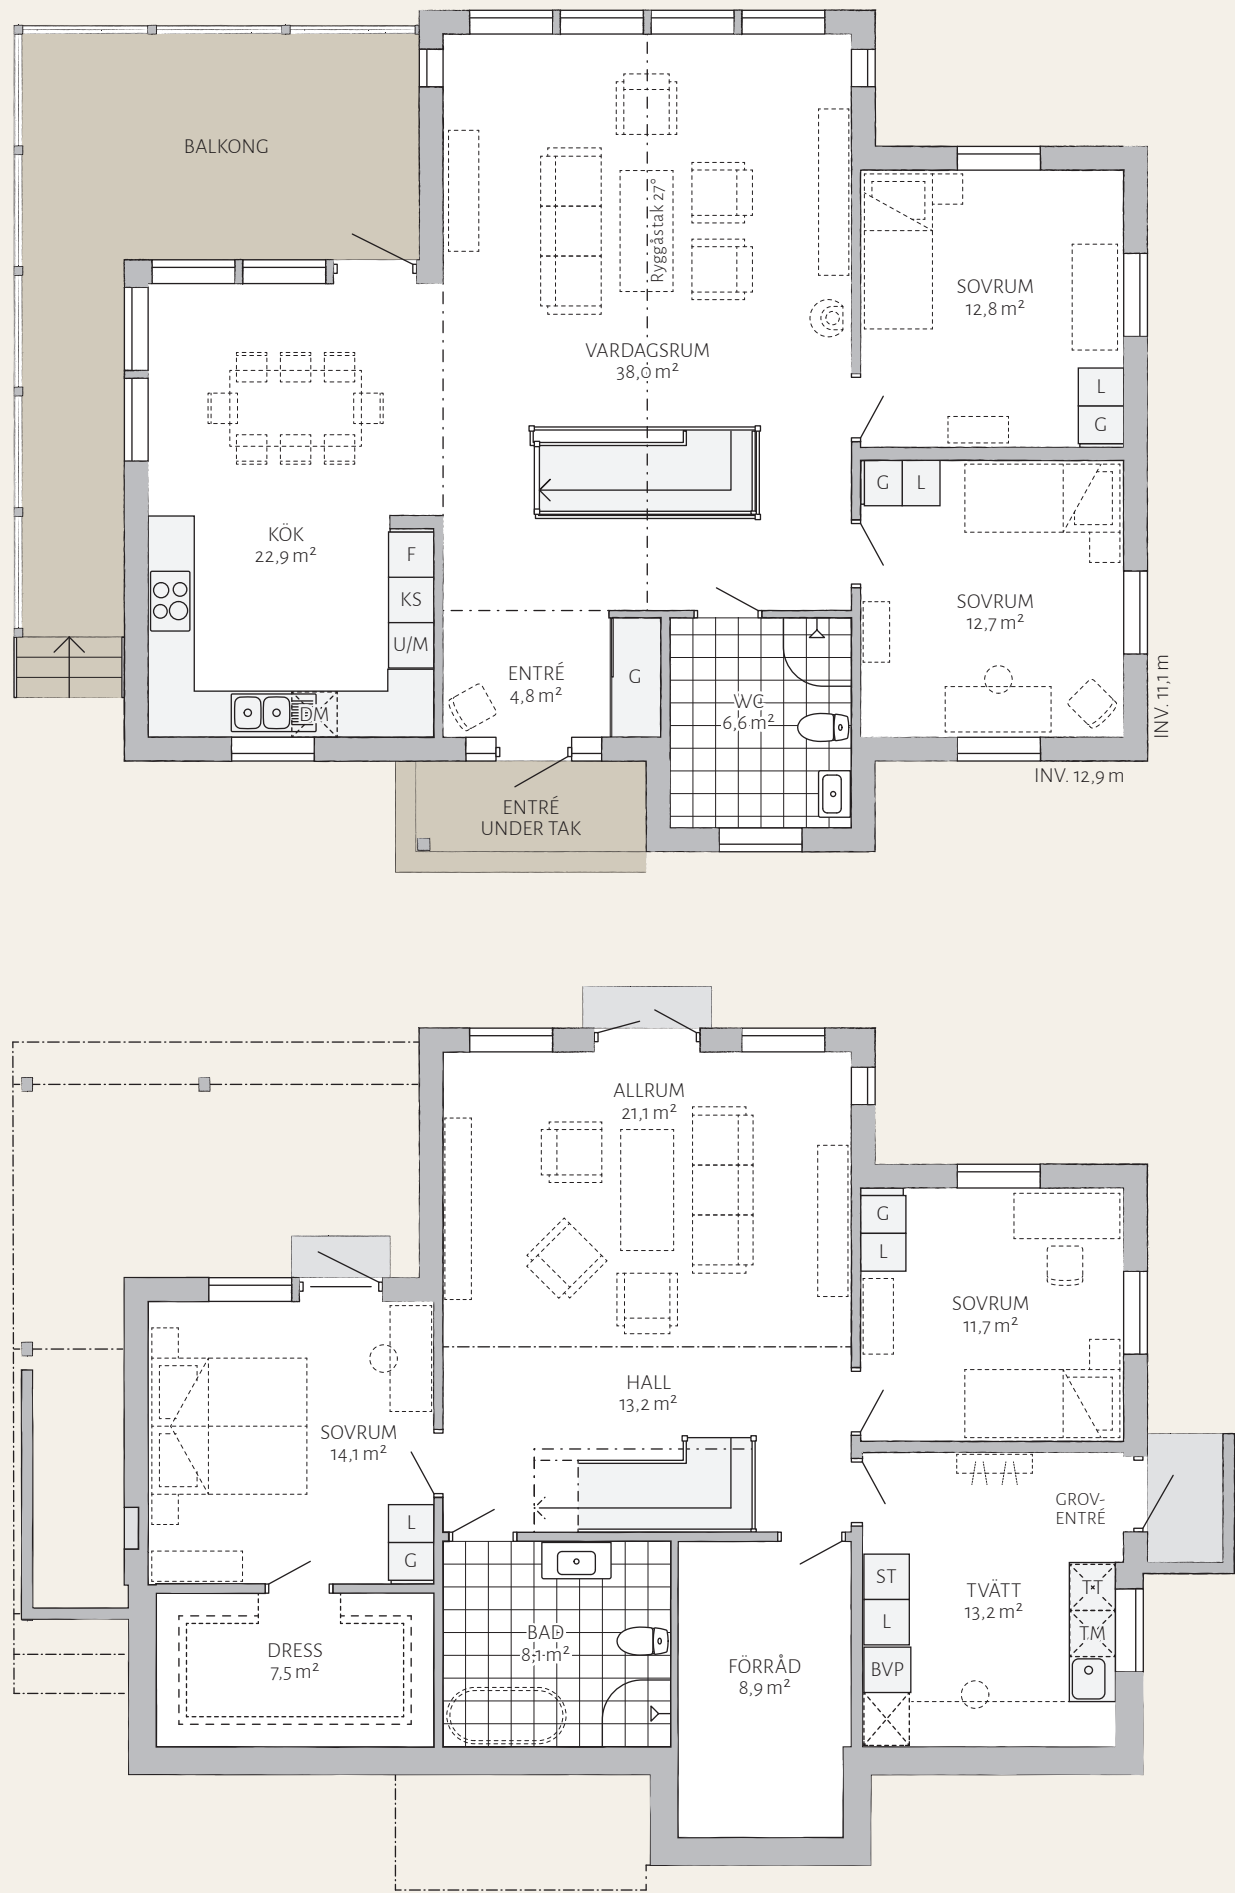 BALKONG
Ryggåstak 27°
SOVRUM
12,8 m²
VARDAGSRUM
38,0 m²
L
G
G
L
KÖK
22,9 m²
F
KS
U/M
SOVRUM
12,7 m²
ENTRÉ
4,8 m²
G
WC
6,6 m²
DM
INV. 11,1 m
INV. 12,9 m
ENTRÉ
UNDER TAK
ALLRUM
21,1 m²
G
L
SOVRUM
11,7 m²
HALL
13,2 m²
SOVRUM
14,1 m²
GROV-
ENTRÉ
L
G
ST
L
BVP
TVÄTT
13,2 m²
TT
TM
DRESS
7,5 m²
BAD
8,1 m²
FÖRRÅD
8,9 m²